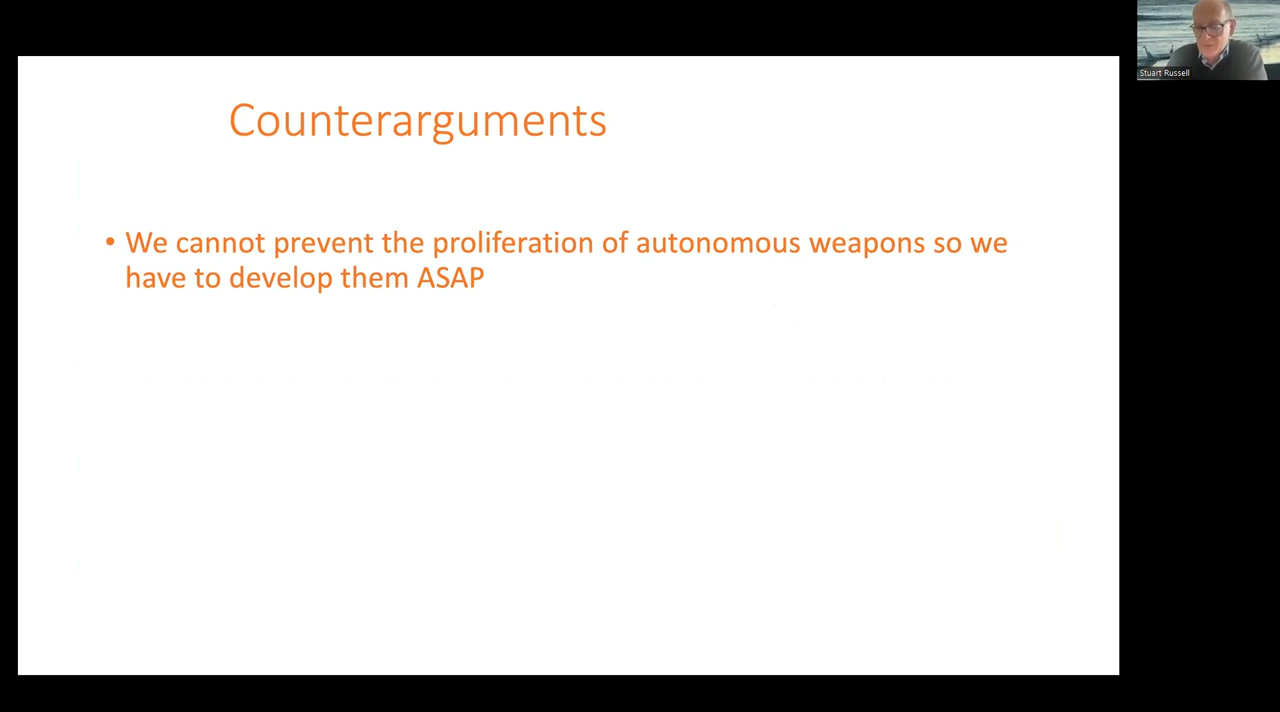 Stuart Russell
Counterarguments
• We cannot prevent the proliferation of autonomous weapons so we
have to develop them ASAP